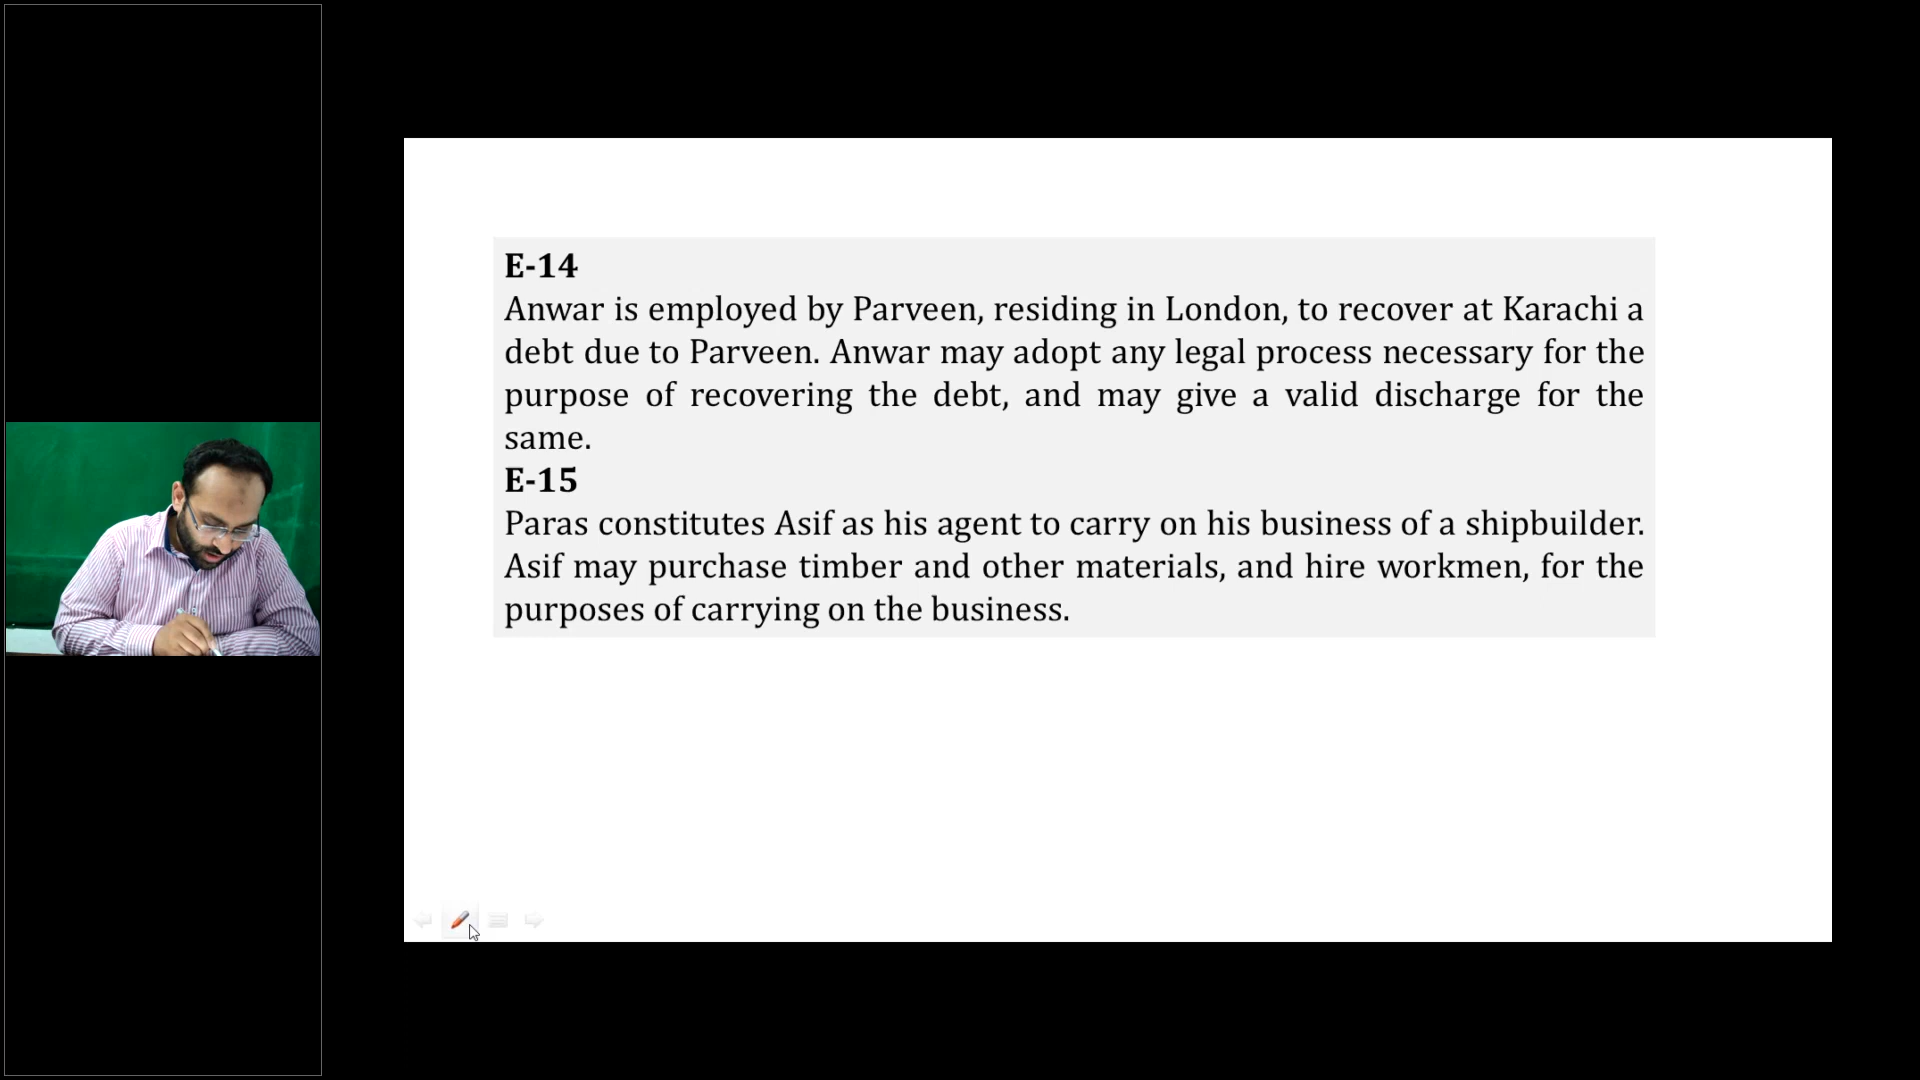 E-14
Anwar is employed by Parveen, residing in London, to recover at Karachi a
debt due to Parveen. Anwar may adopt any legal process necessary for the
purpose of recovering the debt, and may give a valid discharge for the
same.
E-15
Paras constitutes Asif as his agent to carry on his business of a shipbuilder.
Asif may purchase timber and other materials, and hire workmen, for the
purposes of carrying on the business.